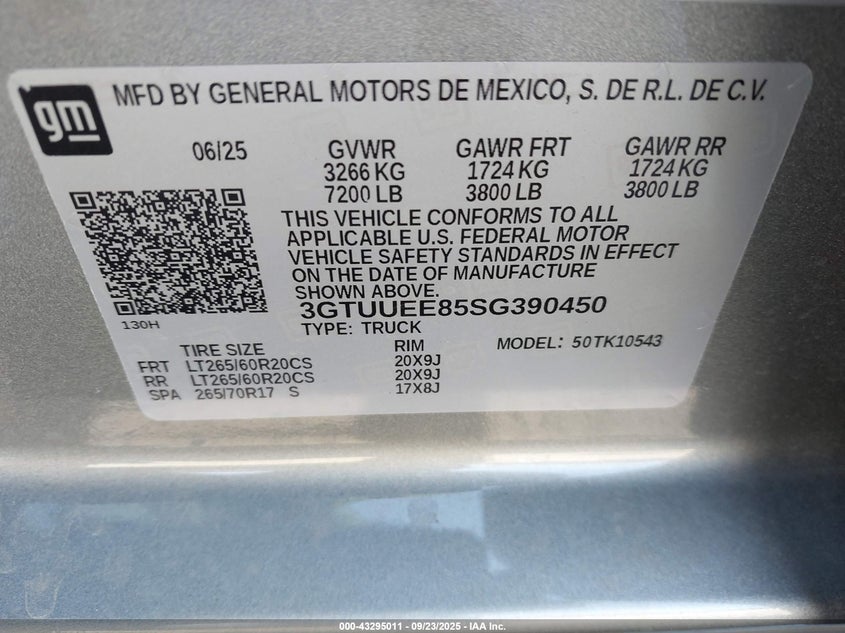 gm
MFD BY GENERAL MOTORS DE MEXICO, S. DE R.L. DE C.V.
06/25 GVWR GAWR FRT GAWR RR
3266 KG 1724 KG 1724 KG
7200 LB 3800 LB 3800 LB
THIS VEHICLE CONFORMS TO ALL
APPLICABLE U.S. FEDERAL MOTOR
VEHICLE SAFETY STANDARDS IN EFFECT
ON THE DATE OF MANUFACTURE
SHOWN ABOVE.
3GTUUEE85SG390450
130H
TYPE: TRUCK
TIRE SIZE RIM MODEL: 50TK10543
FRT LT265/60R20CS 20X9J
RR LT265/60R20CS 20X9J
SPA 265/70R17 S 17X8J
000-43295011 - 09/23/2025 - IAA Inc.